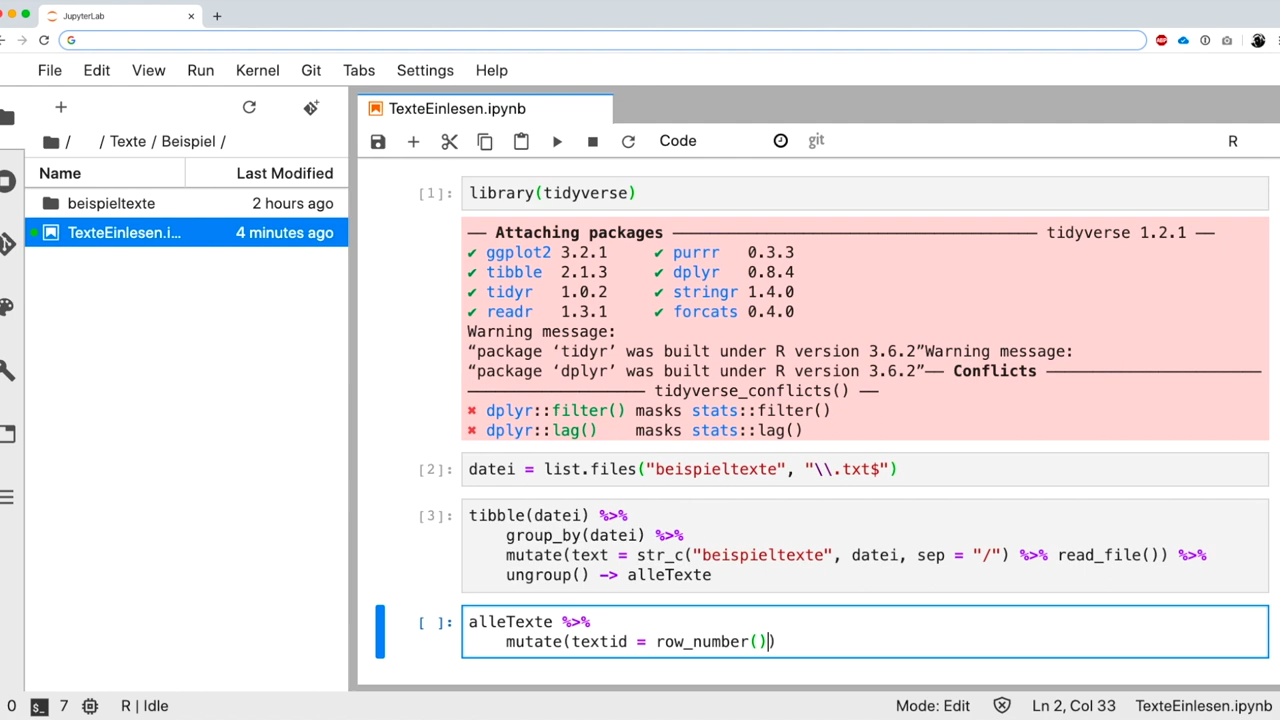 JupyterLab
File Edit View Run Kernel Git Tabs Settings Help
TexteEinlesen.ipynb
/ / Texte / Beispiel /
Code git R
Name Last Modified
beispieltexte 2 hours ago
TexteEinlesen.i... 4 minutes ago
[1]: library(tidyverse)
── Attaching packages ─────────────────────────────────────── tidyverse 1.2.1 ──
✔ ggplot2 3.2.1 ✔ purrr 0.3.3
✔ tibble 2.1.3 ✔ dplyr 0.8.4
✔ tidyr 1.0.2 ✔ stringr 1.4.0
✔ readr 1.3.1 ✔ forcats 0.4.0
Warning message:
“package ‘tidyr’ was built under R version 3.6.2”Warning message:
“package ‘dplyr’ was built under R version 3.6.2”── Conflicts ───────────────────────
─────────────────── tidyverse_conflicts() ──
✖ dplyr::filter() masks stats::filter()
✖ dplyr::lag() masks stats::lag()
[2]: datei = list.files("beispieltexte", "\\.txt$")
[3]: tibble(datei) %>%
group_by(datei) %>%
mutate(text = str_c("beispieltexte", datei, sep = "/") %>% read_file()) %>%
ungroup() -> alleTexte
[ ]: alleTexte %>%
mutate(textid = row_number())
0 7 R | Idle Mode: Edit Ln 2, Col 33 TexteEinlesen.ipynb